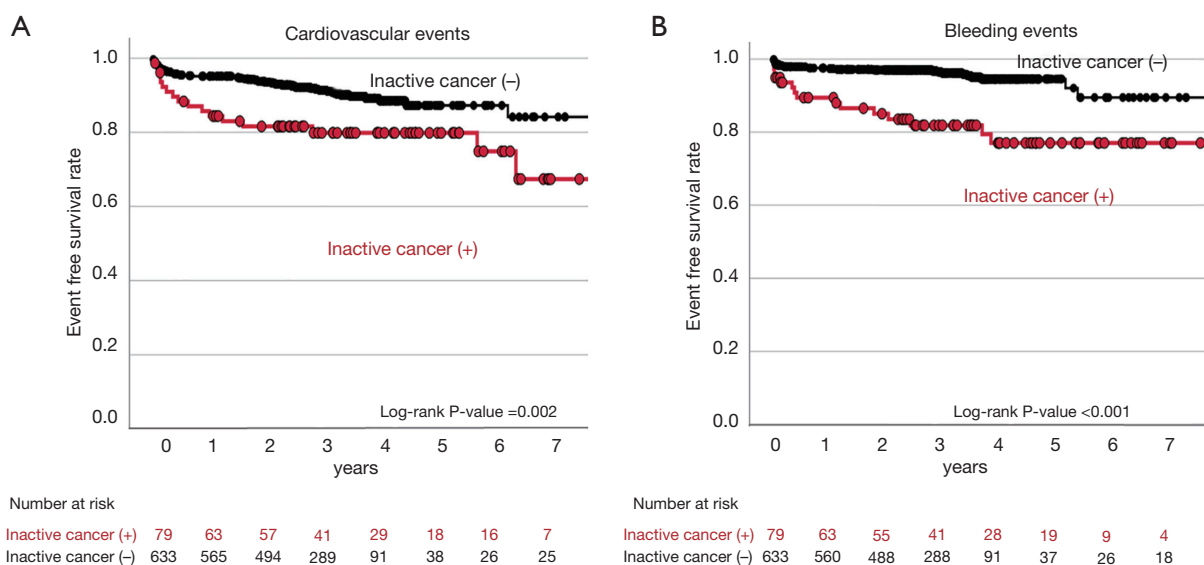 A
Cardiovascular events
1.0
0.8
0.6
0.4
0.2
0.0
Event free survival rate
Inactive cancer (–)
Inactive cancer (+)
Log-rank P-value =0.002
0 1 2 3 4 5 6 7
years
Number at risk
Inactive cancer (+) 79 63 57 41 29 18 16 7
Inactive cancer (–) 633 565 494 289 91 38 26 25
B
Bleeding events
1.0
0.8
0.6
0.4
0.2
0.0
Event free survival rate
Inactive cancer (–)
Inactive cancer (+)
Log-rank P-value <0.001
0 1 2 3 4 5 6 7
years
Number at risk
Inactive cancer (+) 79 63 55 41 28 19 9 4
Inactive cancer (–) 633 560 488 288 91 37 26 18